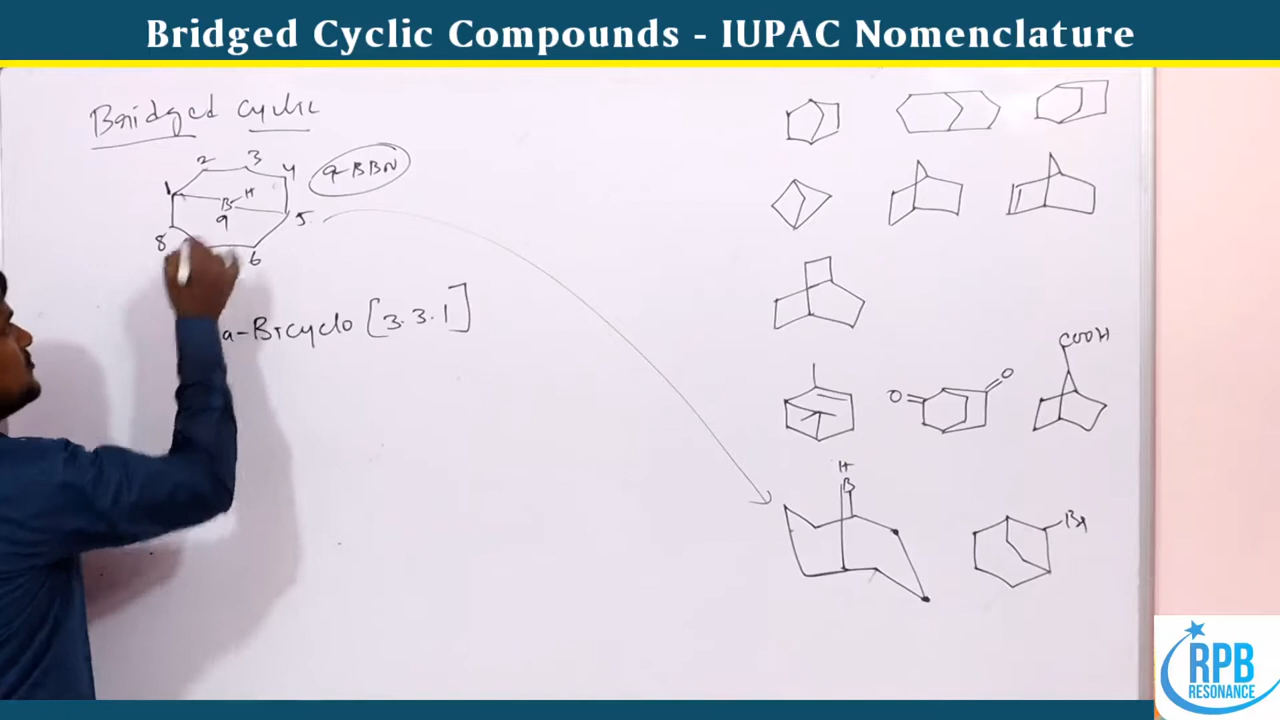 Bridged Cyclic Compounds - IUPAC Nomenclature
Bridged cyclic
1 2 3 4 9-BBN
B H
9 5
8 6
a-Bicyclo [3.3.1]
COOH
O O
H
B
Br
RPB
RESONANCE